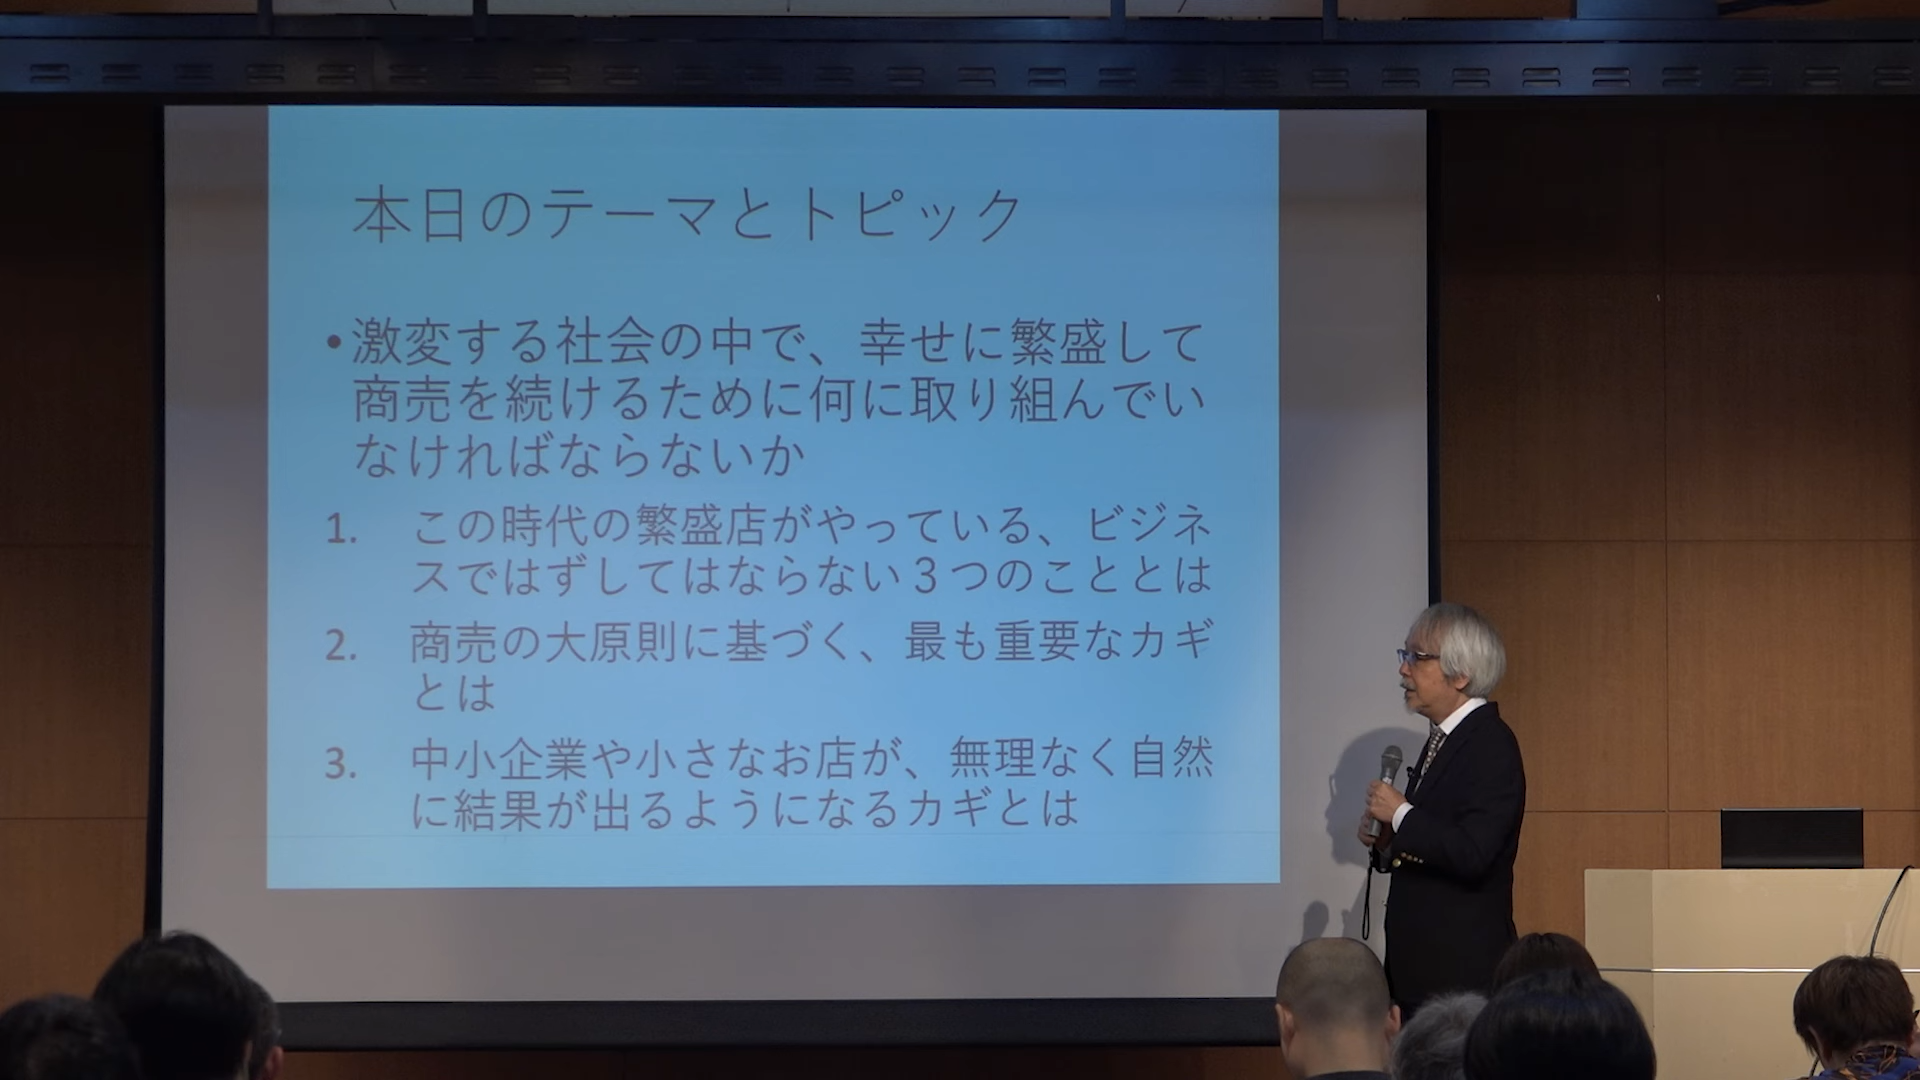 本日のテーマとトピック
•激変する社会の中で、幸せに繁盛して
商売を続けるために何に取り組んでい
なければならないか
1. この時代の繁盛店がやっている、ビジネ
スではずしてはならない３つのこととは
2. 商売の大原則に基づく、最も重要なカギ
とは
3. 中小企業や小さなお店が、無理なく自然
に結果が出るようになるカギとは